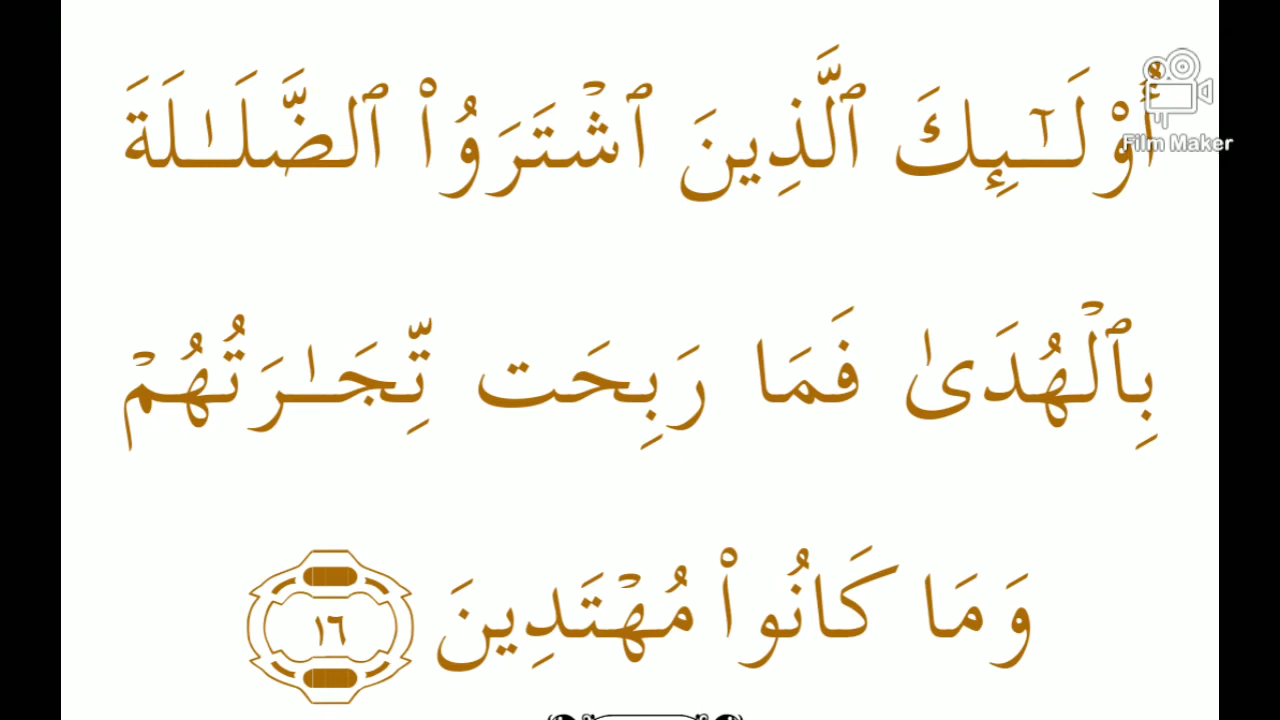 أُوْلَـٰٓئِكَ ٱلَّذِينَ ٱشۡتَرَوُاْ ٱلضَّلَـٰلَةَ
Film Maker
بِٱلۡهُدَىٰ فَمَا رَبِحَت تِّجَـٰرَتُهُمۡ
وَمَا كَانُواْ مُهۡتَدِينَ ١٦